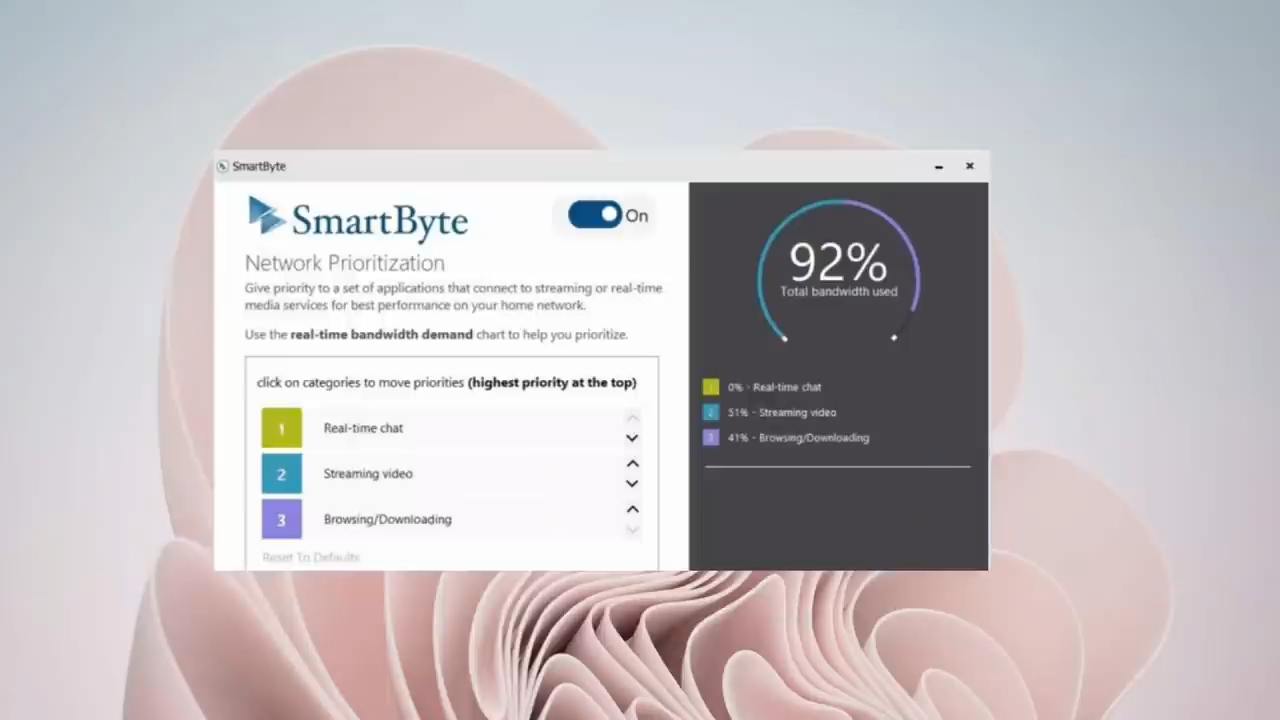 SmartByte
SmartByte
On
Network Prioritization
Give priority to a set of applications that connect to streaming or real-time
media services for best performance on your home network.
Use the real-time bandwidth demand chart to help you prioritize.
click on categories to move priorities (highest priority at the top)
1 Real-time chat
2 Streaming video
3 Browsing/Downloading
Reset To Defaults
92%
Total bandwidth used
1 0% - Real-time chat
2 51% - Streaming video
3 41% - Browsing/Downloading